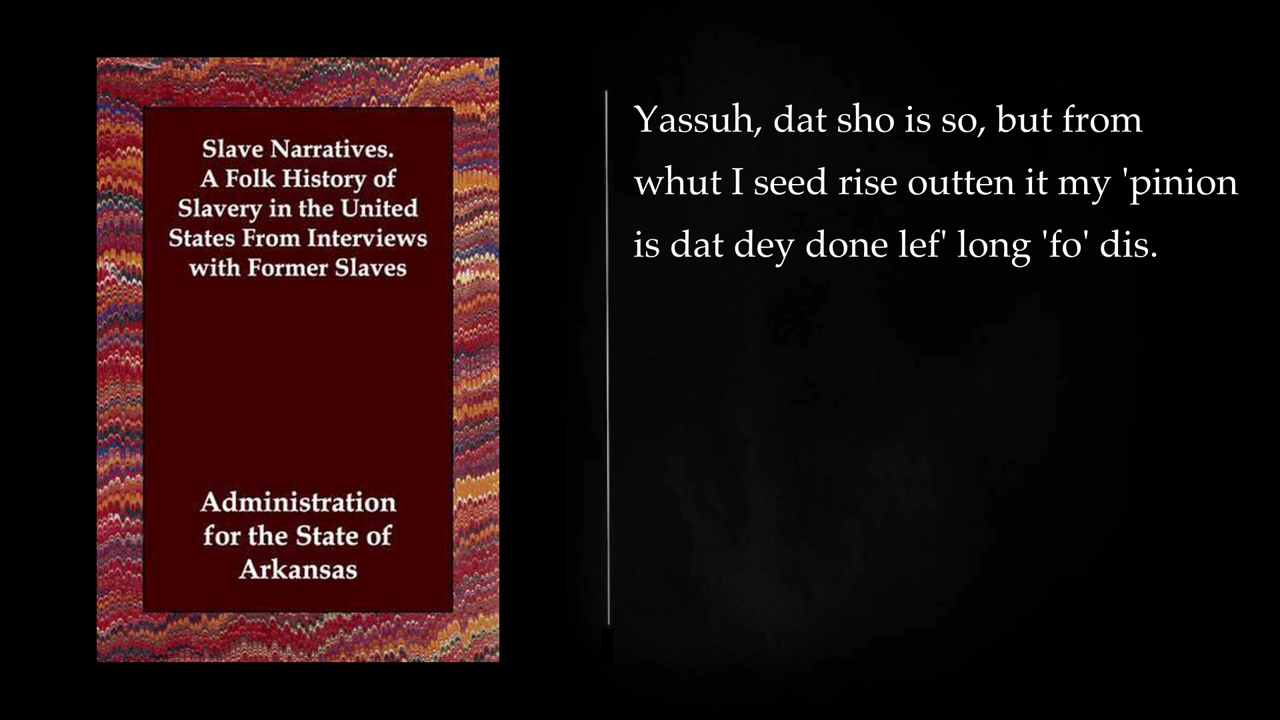 Slave Narratives.
A Folk History of
Slavery in the United
States From Interviews
with Former Slaves
Administration
for the State of
Arkansas
Yassuh, dat sho is so, but from
whut I seed rise outten it my 'pinion
is dat dey done lef' long 'fo' dis.